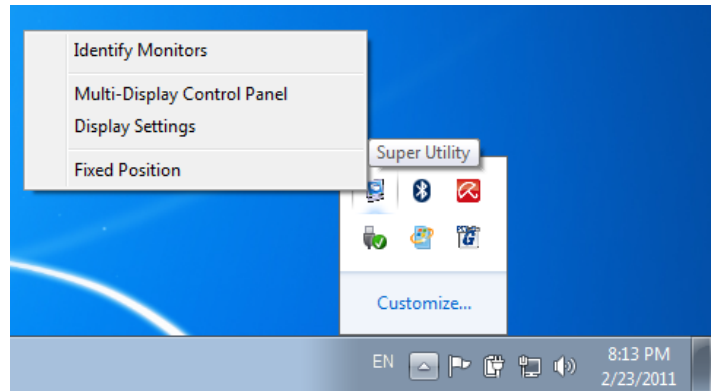 Identify Monitors
Multi-Display Control Panel
Display Settings
Fixed Position
Super Utility
Customize...
EN
8:13 PM
2/23/2011